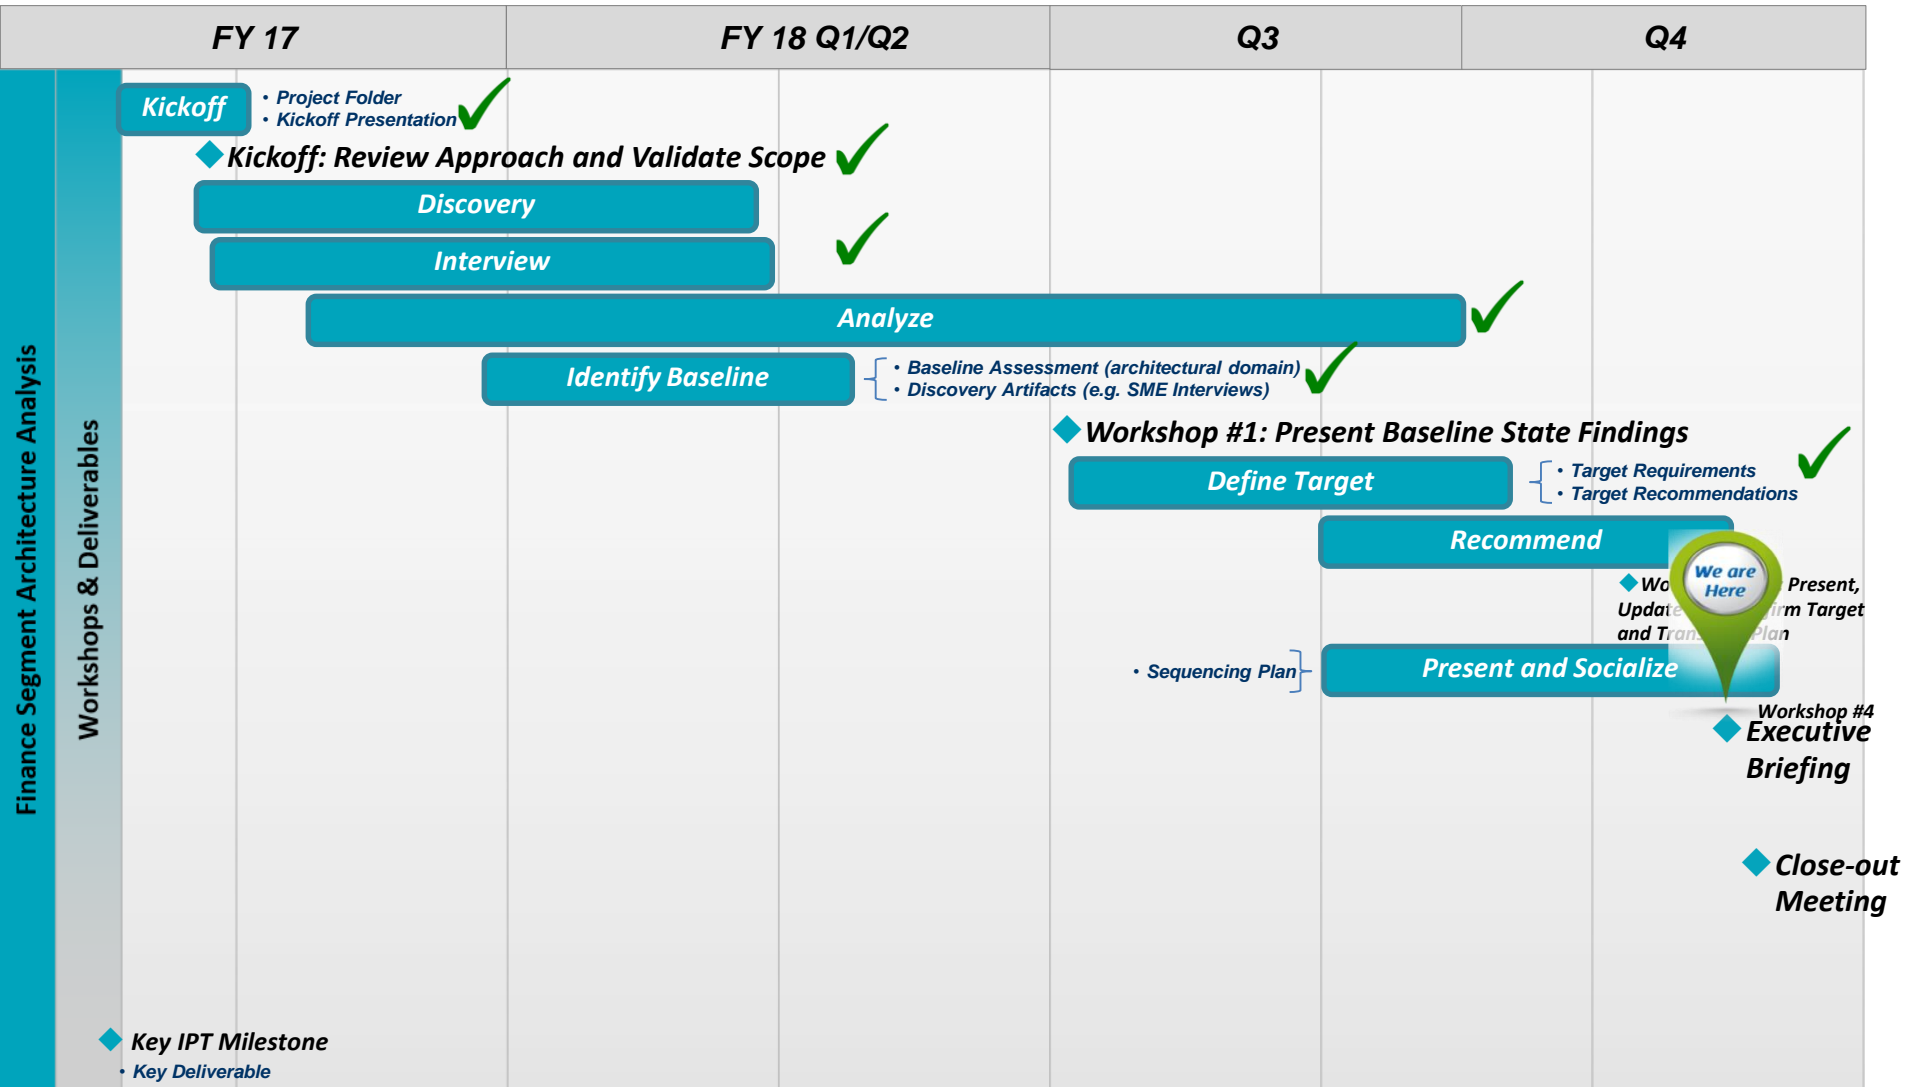 FY 17
FY 18 Q1/Q2
Q3
Q4
Finance Segment Architecture Analysis
Workshops & Deliverables
Kickoff
• Project Folder
• Kickoff Presentation
Kickoff: Review Approach and Validate Scope
Discovery
Interview
Analyze
Identify Baseline
• Baseline Assessment (architectural domain)
• Discovery Artifacts (e.g. SME Interviews)
Workshop #1: Present Baseline State Findings
Define Target
• Target Requirements
• Target Recommendations
Recommend
We are
Here
Present,
Update Target
and Plan
• Sequencing Plan
Present and Socialize
Workshop #4
Executive
Briefing
Close-out
Meeting
Key IPT Milestone
• Key Deliverable